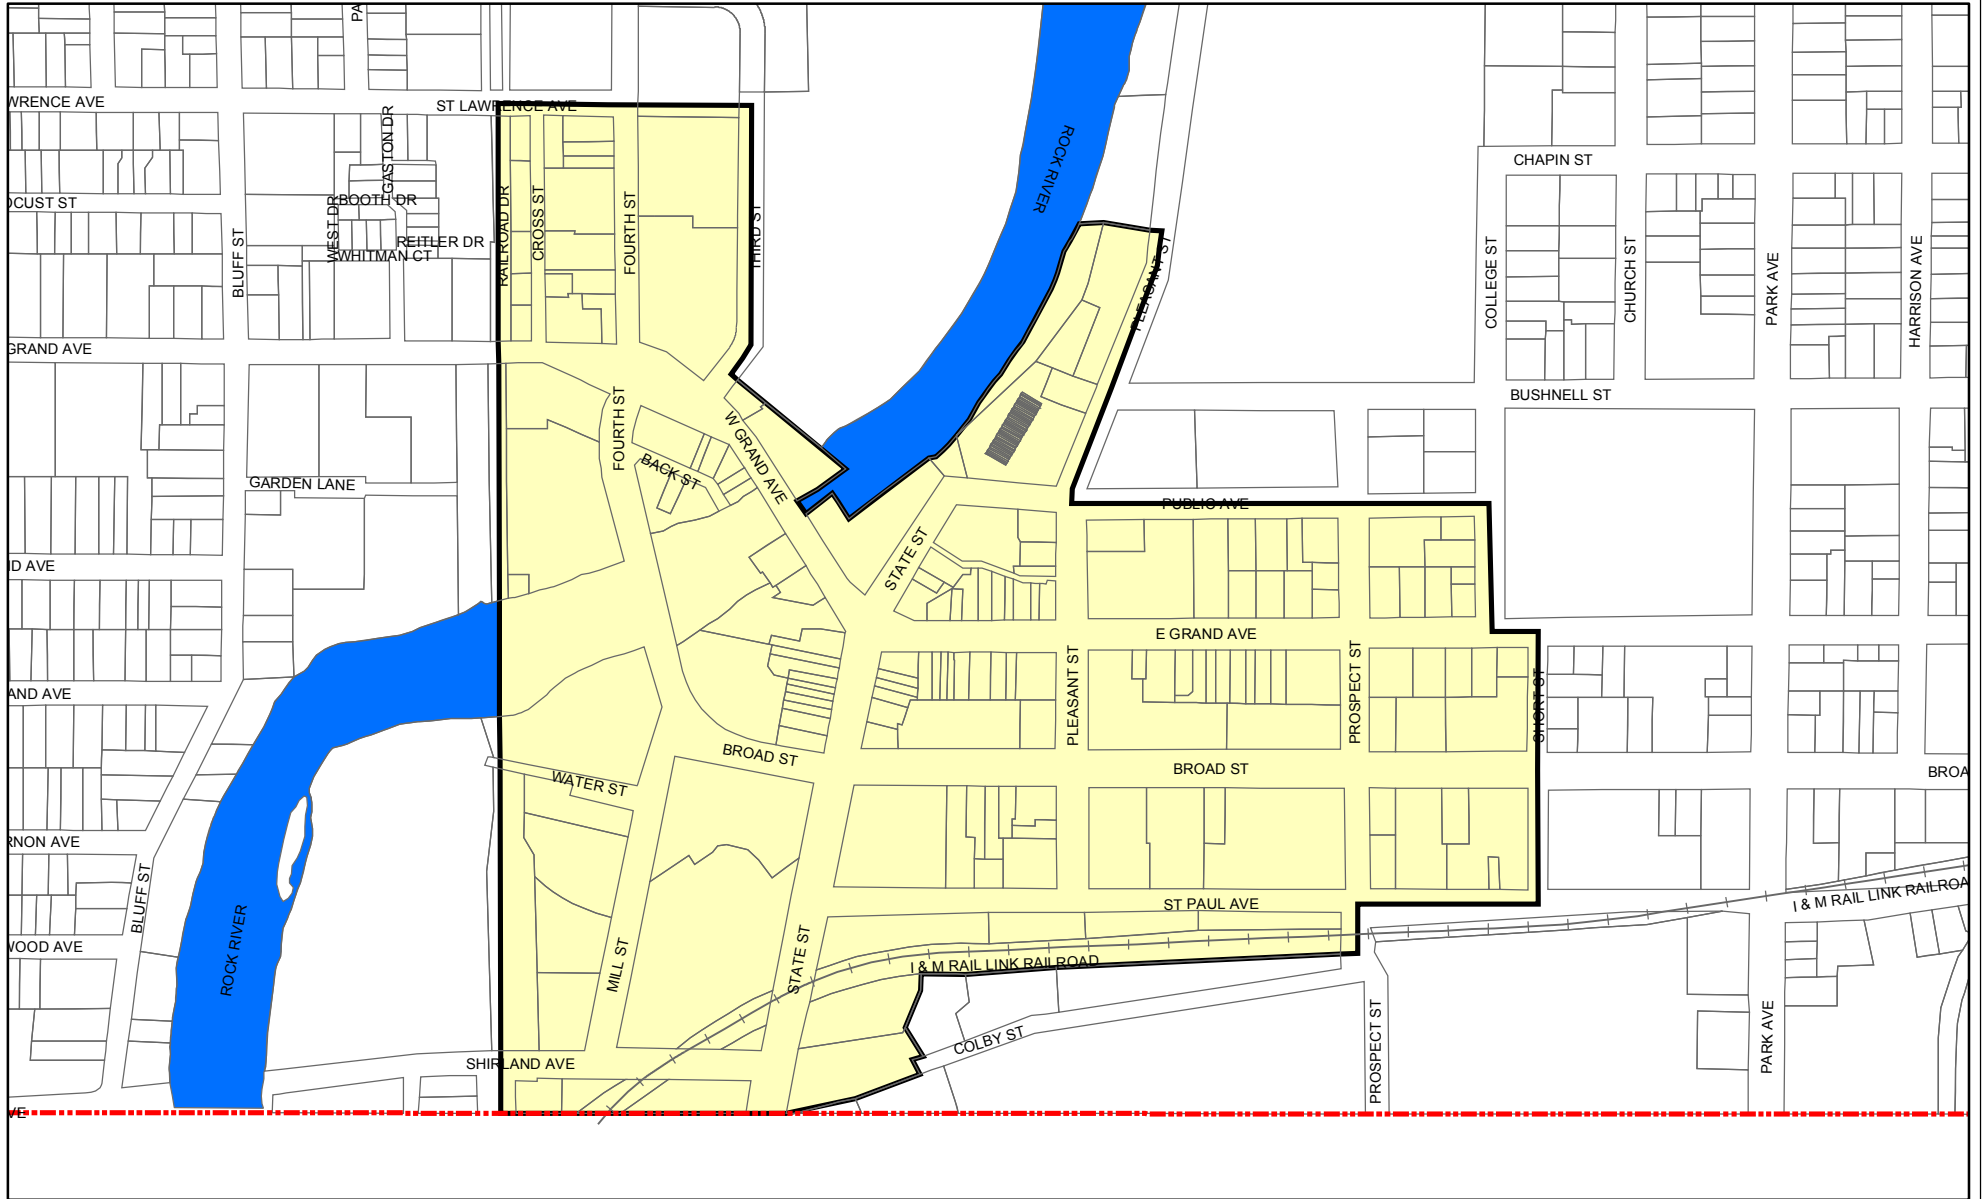 PA
WRENCE AVE
ST LAWRENCE AVE
GASTON DR
ROCK RIVER
CHAPIN ST
OCUST ST
BOOTH DR
WEST DR
REITLER DR
WHITMAN CT
BLUFF ST
RAILROAD DR
CROSS ST
FOURTH ST
THIRD ST
PLEASANT ST
COLLEGE ST
CHURCH ST
PARK AVE
HARRISON AVE
GRAND AVE
BUSHNELL ST
FOURTH ST
W GRAND AVE
BACK ST
GARDEN LANE
PUBLIC AVE
STATE ST
ID AVE
E GRAND AVE
PLEASANT ST
PROSPECT ST
SHORT ST
AND AVE
BROAD ST
BROAD ST
BROA
WATER ST
RNON AVE
BLUFF ST
I & M RAIL LINK RAILROA
ST PAUL AVE
WOOD AVE
ROCK RIVER
MILL ST
STATE ST
I & M RAIL LINK RAILROAD
COLBY ST
PROSPECT ST
PARK AVE
SHIRLAND AVE
VE